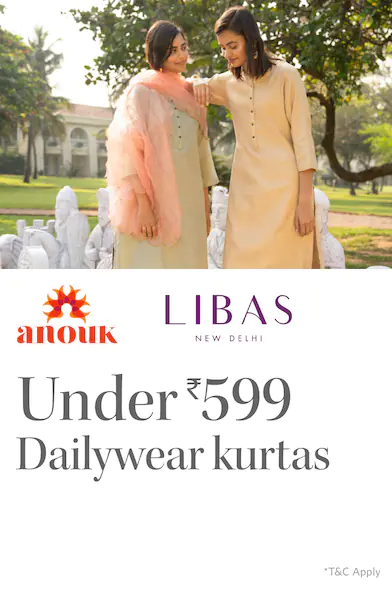 anouk
LIBAS
NEW DELHI
Under ₹599
Dailywear kurtas
*T&C Apply